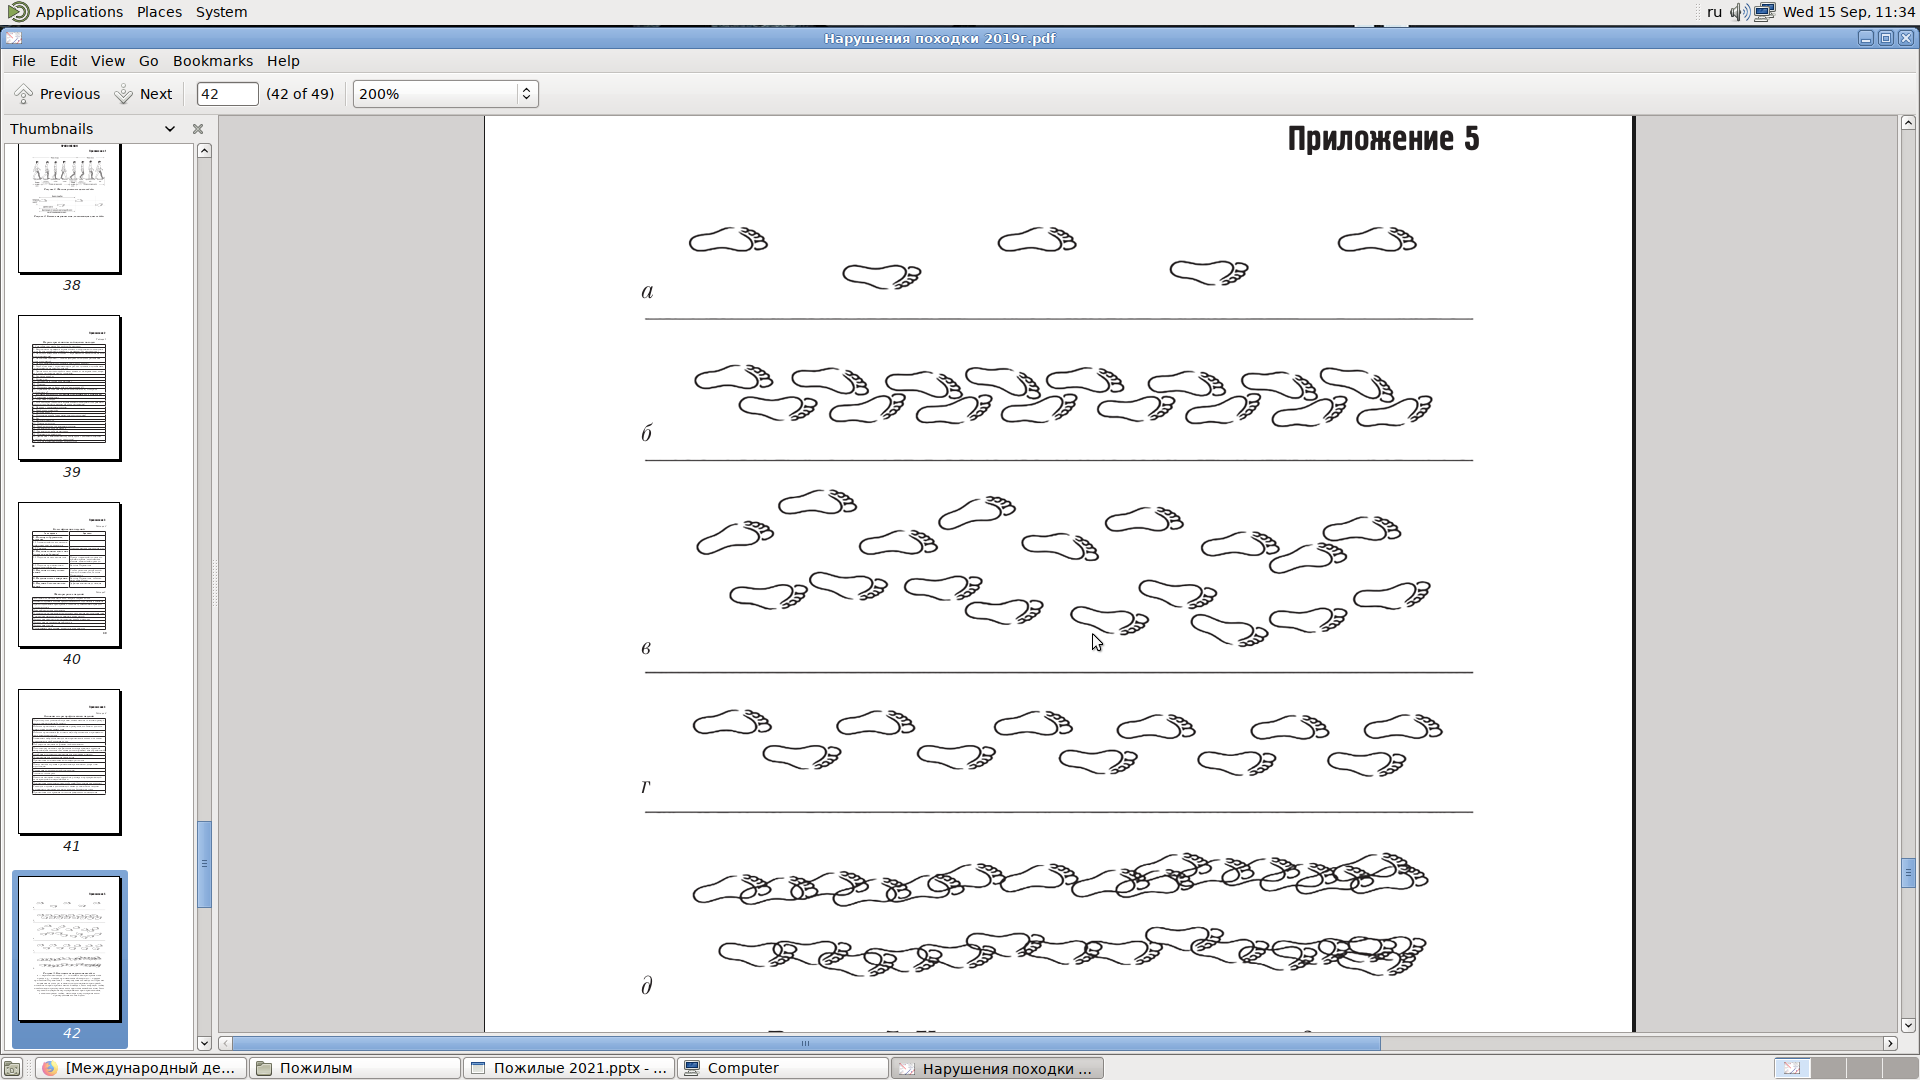 Applications Places System
ru Wed 15 Sep, 11:34
Нарушения походки 2019г.pdf
File Edit View Go Bookmarks Help
Previous Next 42 (42 of 49) 200%
Thumbnails
38
39
40
41
42
Приложение 5
а
б
в
г
д
[Международный де...
Пожилым
Пожилые 2021.pptx - ...
Computer
Нарушения походки ...